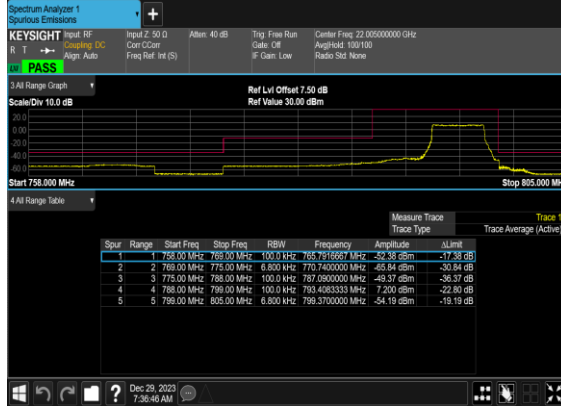 Spectrum Analyzer 1
Spurious Emissions
+
KEYSIGHT Input: RF Input Z: 50 Ω Atten: 40 dB Trig: Free Run Center Freq: 22.005000000 GHz
R T Coupling: DC Corr CCorr Gate: Off Avg|Hold: 100/100
Align: Auto Freq Ref: Int (S) IF Gain: Low Radio Std: None
PASS
3 All Range Graph
Ref Lvl Offset 7.50 dB
Scale/Div 10.0 dB Ref Value 30.00 dBm
20.0
0.00
-20.0
-40.0
-60.0
Start 758.000 MHz Stop 805.000 MH
4 All Range Table
Measure Trace Trace 1
Trace Type Trace Average (Active)
Spur Range Start Freq Stop Freq RBW Frequency Amplitude ΔLimit
1 1 758.00 MHz 769.00 MHz 100.0 kHz 765.7916667 MHz -52.38 dBm -17.38 dB
2 2 769.00 MHz 775.00 MHz 6.800 kHz 770.7400000 MHz -65.84 dBm -30.84 dB
3 3 775.00 MHz 788.00 MHz 100.0 kHz 787.0900000 MHz -49.37 dBm -36.37 dB
4 4 788.00 MHz 799.00 MHz 100.0 kHz 793.4083333 MHz 7.200 dBm -22.80 dB
5 5 799.00 MHz 805.00 MHz 6.800 kHz 799.3700000 MHz -54.19 dBm -19.19 dB
? Dec 29, 2023
7:36:46 AM